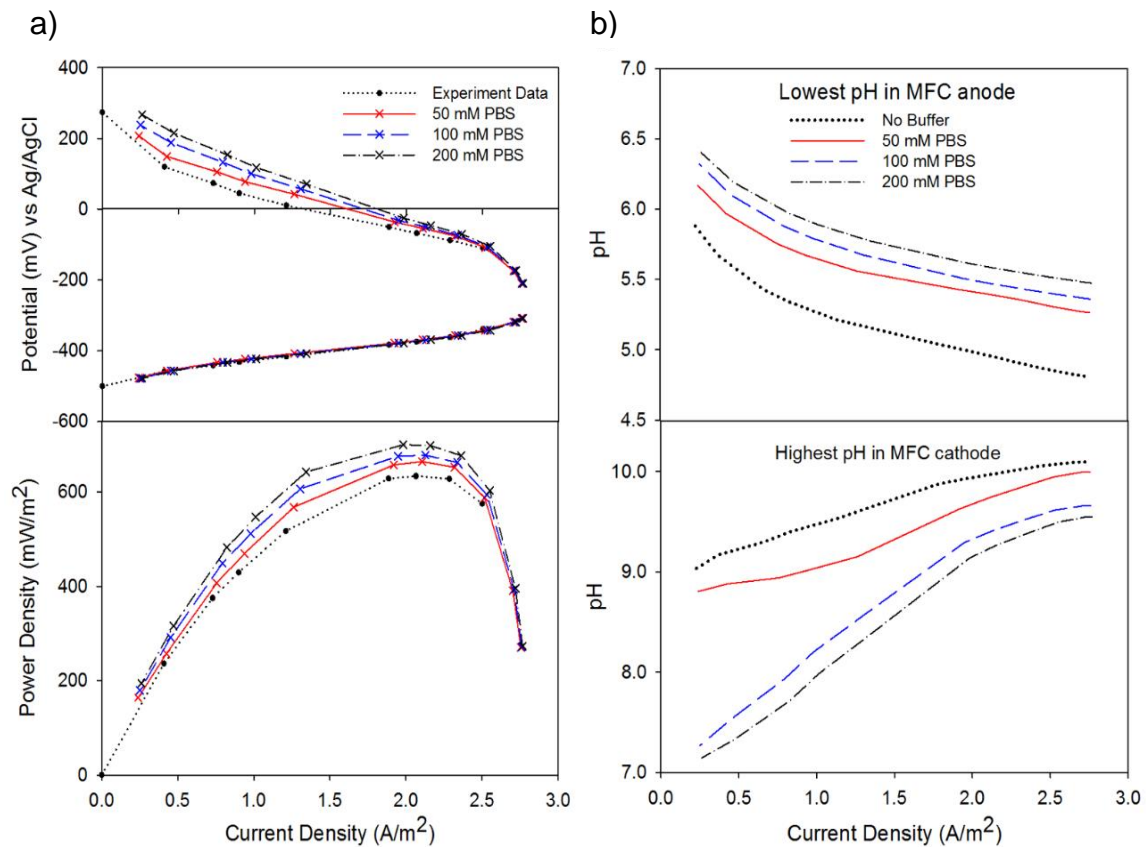 a)
Potential (mV) vs Ag/AgCl
400
200
0
-200
-400
-600
Experiment Data
50 mM PBS
100 mM PBS
200 mM PBS
Power Density (mW/m2)
600
400
200
0
0.0 0.5 1.0 1.5 2.0 2.5 3.0
Current Density (A/m2)
b)
pH
7.0
6.5
6.0
5.5
5.0
4.5
Lowest pH in MFC anode
No Buffer
50 mM PBS
100 mM PBS
200 mM PBS
pH
10.0
9.0
8.0
7.0
Highest pH in MFC cathode
0.0 0.5 1.0 1.5 2.0 2.5 3.0
Current Density (A/m2)